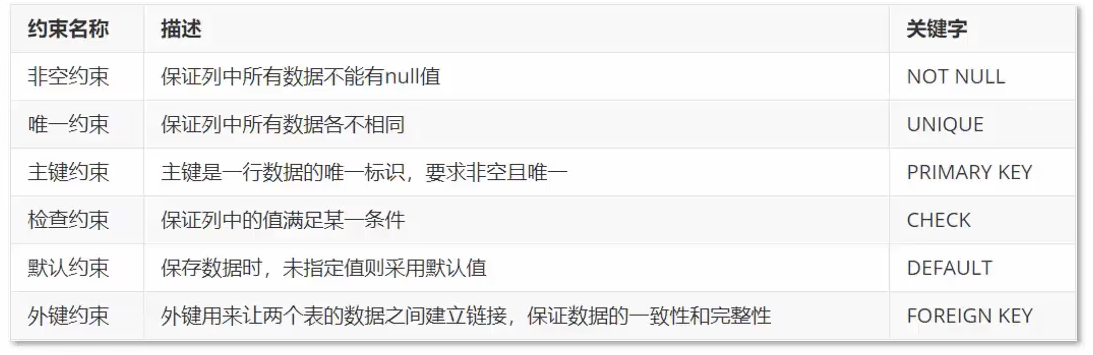 约束名称 描述 关键字
非空约束 保证列中所有数据不能有null值 NOT NULL
唯一约束 保证列中所有数据各不相同 UNIQUE
主键约束 主键是一行数据的唯一标识，要求非空且唯一 PRIMARY KEY
检查约束 保证列中的值满足某一条件 CHECK
默认约束 保存数据时，未指定值则采用默认值 DEFAULT
外键约束 外键用来让两个表的数据之间建立链接，保证数据的一致性和完整性 FOREIGN KEY